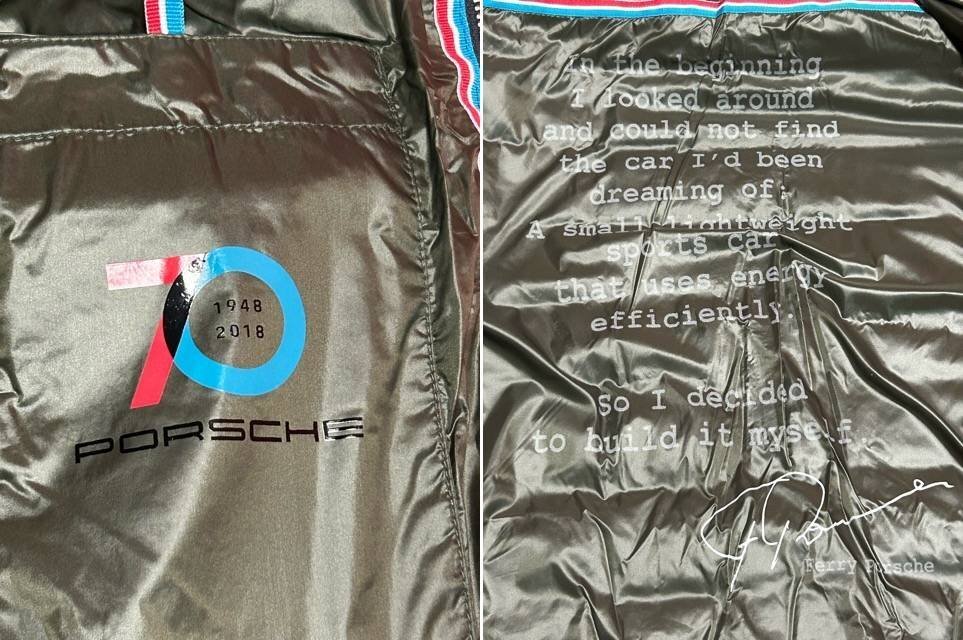 70
1948
2018
PORSCHE
In the beginning
I looked around
and could not find
the car I'd been
dreaming of:
A small lightweight
sports car
that uses energy
efficiently.
So I decided
to build it myself.
Ferry Porsche